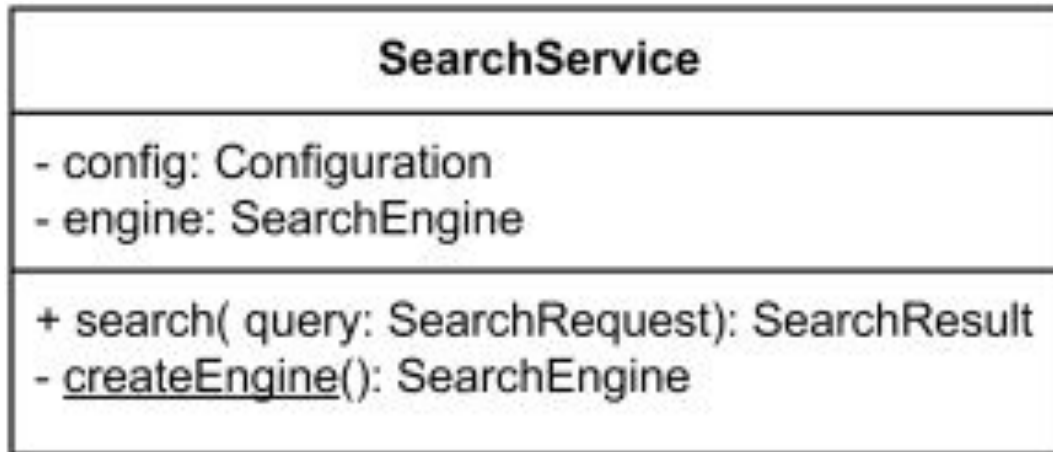 SearchService
- config: Configuration
- engine: SearchEngine
+ search( query: SearchRequest): SearchResult
- createEngine(): SearchEngine